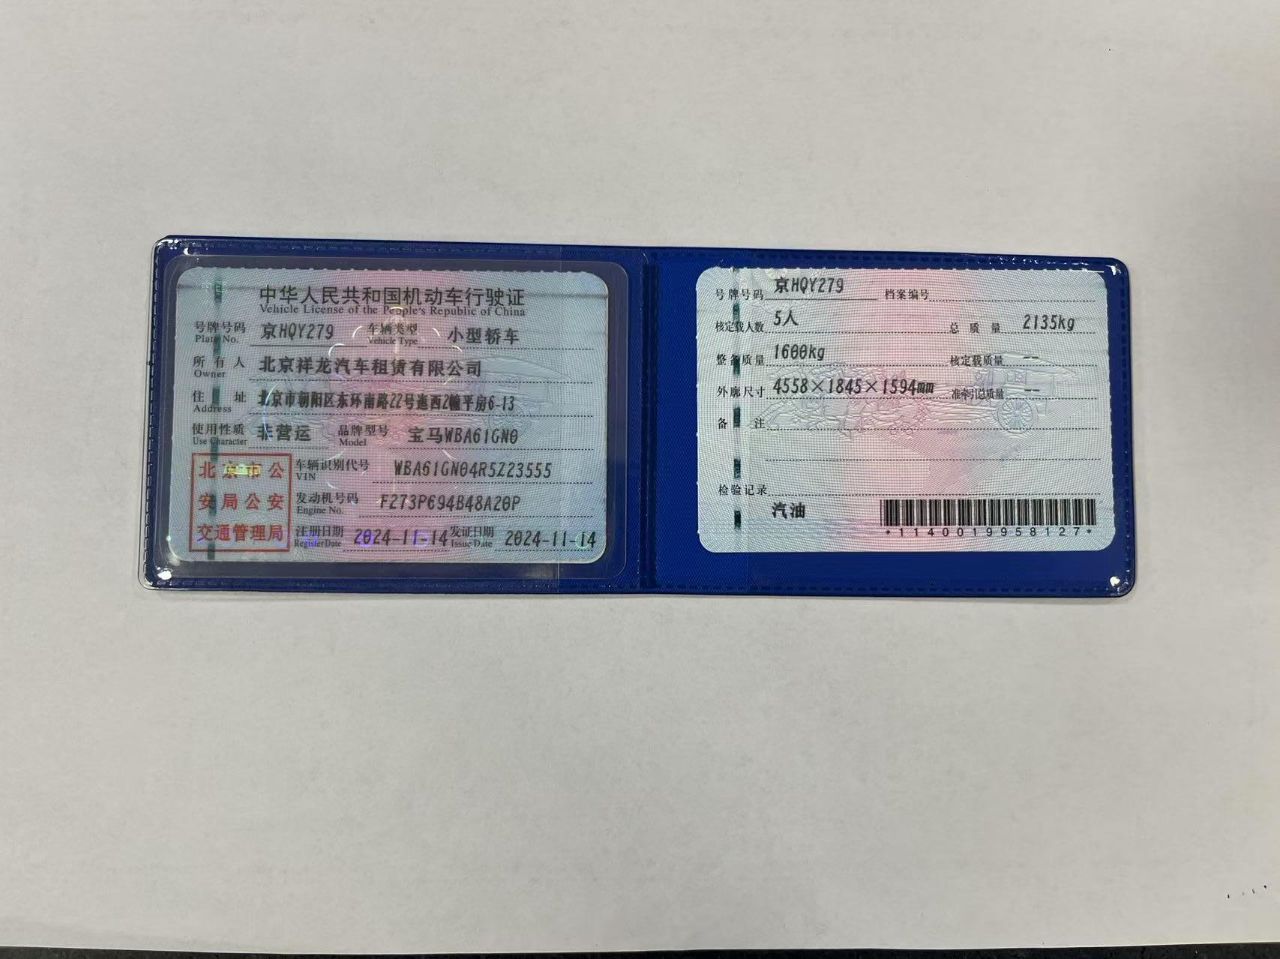 中华人民共和国机动车行驶证
Vehicle License of the People's Republic of China
号牌号码 京HQY279 车辆类型 小型轿车
Plate No. Vehicle Type
所有人 北京祥龙汽车租赁有限公司
Owner
住址 北京市朝阳区东环南路22号迤西2幢平房6-13
Address
使用性质 非营运 品牌型号 宝马WBA61GN0
Use Character Model
北京市公安局公安交通管理局
车辆识别代号 WBA61GN04R5Z23555
VIN
发动机号码 F273P694B48A20P
Engine No.
注册日期 2024-11-14 发证日期 2024-11-14
Register Date Issue Date
号牌号码 京HQY279 档案编号
核定载人数 5人 总质量 2135kg
整备质量 1600kg 核定载质量 --
外廓尺寸 4558×1845×1594mm 准牵引总质量 --
备注
检验记录
汽油
*1140019958127*